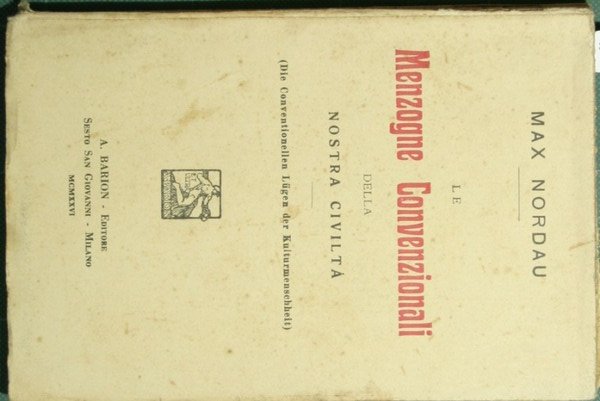 MAX NORDAU
LE
Menzogne Convenzionali
DELLA
NOSTRA CIVILTÀ
(Die Conventionellen Lügen der Kulturmenschheit)
A. BARION - EDITORE
SESTO SAN GIOVANNI - MILANO
MCMXXVI